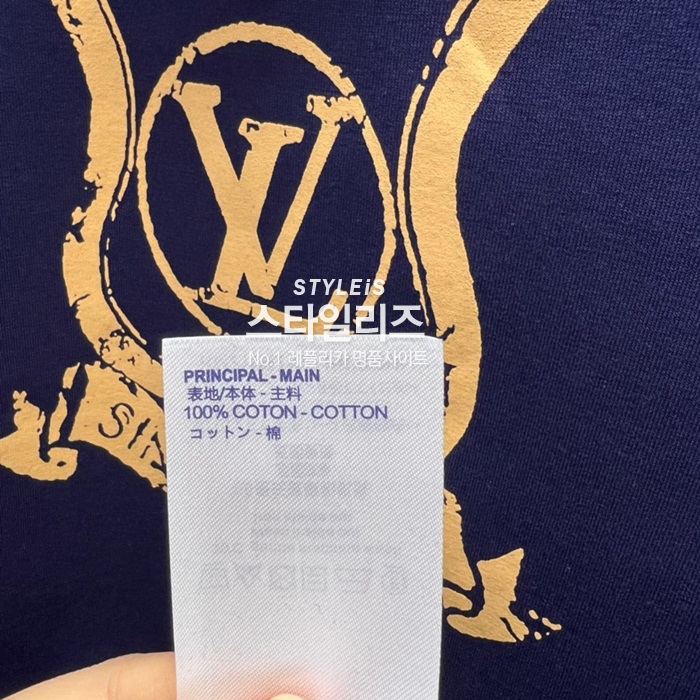 LV
STYLEiS
스타일리즈
No.1 레플리카 명품사이트
PRINCIPAL - MAIN
表地/本体 - 主料
100% COTON - COTTON
コットン - 棉